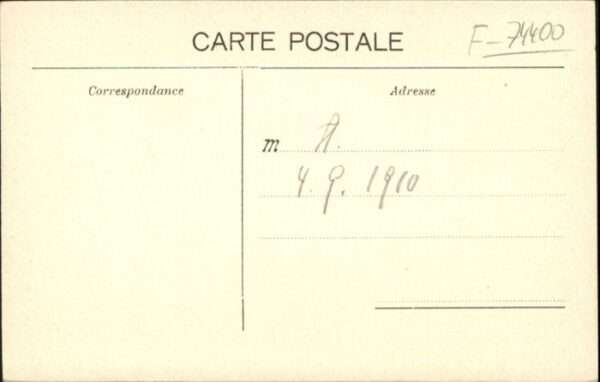 CARTE POSTALE
F-74400
Correspondance
Adresse
m A.
4. 9. 1910